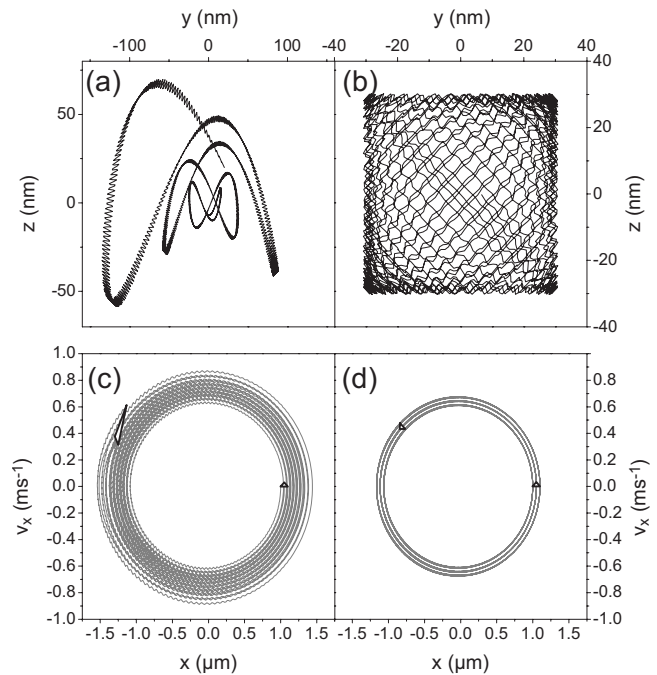 y (nm) y (nm)
-100 -50 0 50 100 -40 -20 0 20 40
(a) (b)
50 0 -50
z (nm)
40 20 0 -20 -40
z (nm)
(c) (d)
1.0 0.8 0.6 0.4 0.2 0.0 -0.2 -0.4 -0.6 -0.8 -1.0
vx (ms-1)
0.8 0.6 0.4 0.2 0.0 -0.2 -0.4 -0.6 -0.8 -1.0
vx (ms-1)
-1.5 -1.0 -0.5 0.0 0.5 1.0 1.5 -1.5 -1.0 -0.5 0.0 0.5 1.0 1.5
x (µm) x (µm)